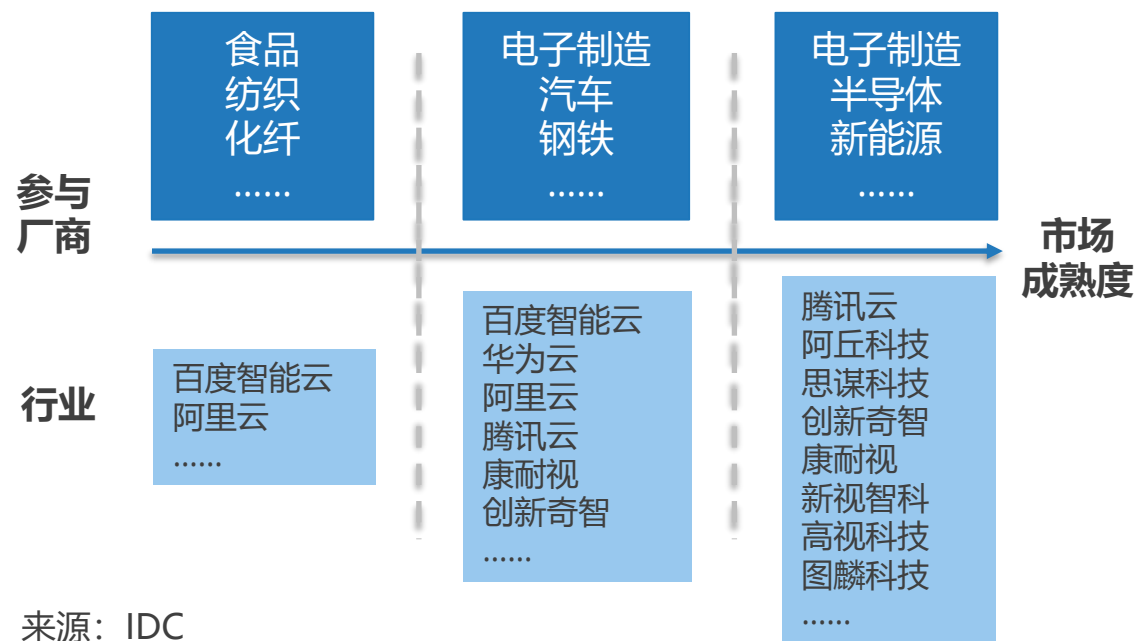 食品
纺织
化纤
……
电子制造
汽车
钢铁
……
电子制造
半导体
新能源
……
参与
厂商
市场
成熟度
行业
百度智能云
阿里云
……
百度智能云
华为云
阿里云
腾讯云
康耐视
创新奇智
……
腾讯云
阿丘科技
思谋科技
创新奇智
康耐视
新视智科
高视科技
图麟科技
……
来源：IDC